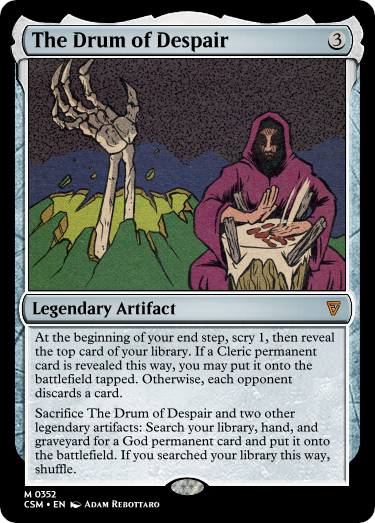 The Drum of Despair 3
Legendary Artifact
At the beginning of your end step, scry 1, then reveal
the top card of your library. If a Cleric permanent
card is revealed this way, you may put it onto the
battlefield tapped. Otherwise, each opponent
discards a card.
Sacrifice The Drum of Despair and two other
legendary artifacts: Search your library, hand, and
graveyard for a God permanent card and put it onto
the battlefield. If you searched your library this way,
shuffle.
M 0352
CSM • EN Adam Rebottaro